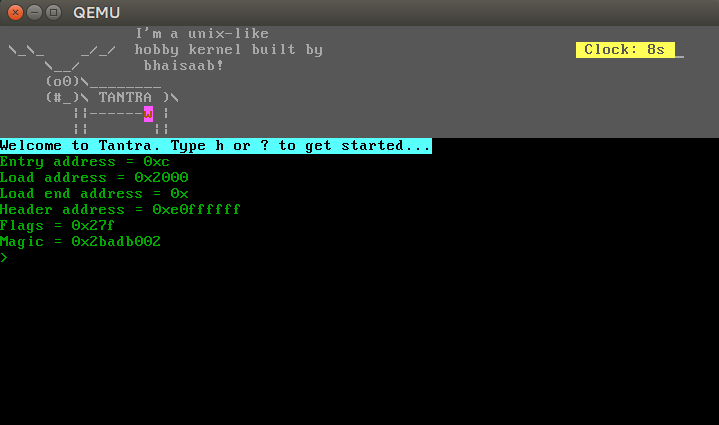 QEMU
I'm a unix-like
\_\_    _/_/  hobby kernel built by
Clock: 8s _
\__/       bhaisaab!
(o0)\________
(#_)\ TANTRA )\
||------w |
||       ||
Welcome to Tantra. Type h or ? to get started...
Entry address = 0xc
Load address = 0x2000
Load end address = 0x
Header address = 0xe0ffffff
Flags = 0x27f
Magic = 0x2badb002
>